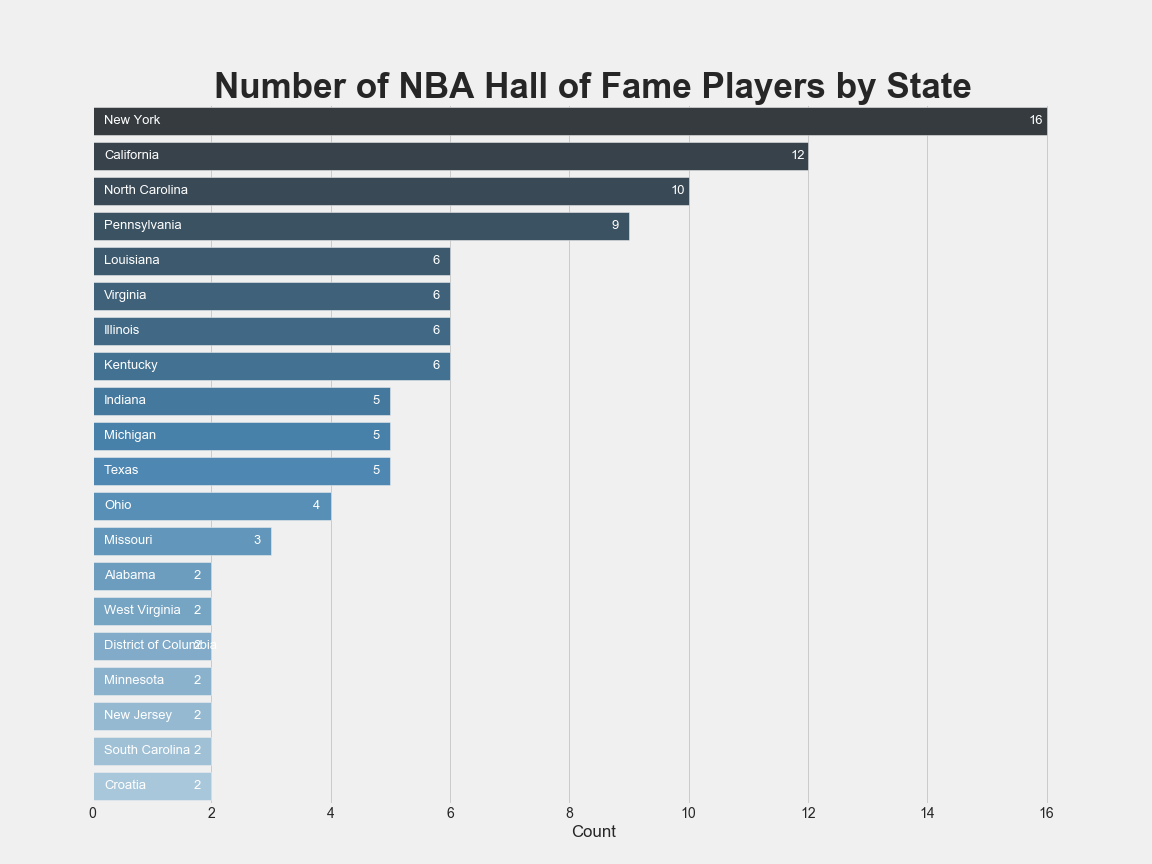 Number of NBA Hall of Fame Players by State
New York 16
California 12
North Carolina 10
Pennsylvania 9
Louisiana 6
Virginia 6
Illinois 6
Kentucky 6
Indiana 5
Michigan 5
Texas 5
Ohio 4
Missouri 3
Alabama 2
West Virginia 2
District of Columbia 2
Minnesota 2
New Jersey 2
South Carolina 2
Croatia 2
0 2 4 6 8 10 12 14 16
Count